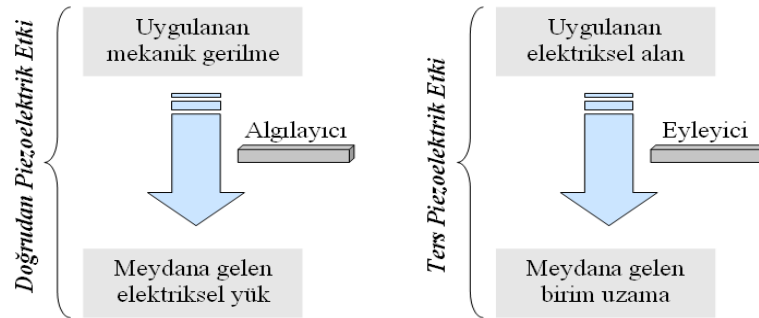 Doğrudan Piezoelektrik Etki
Uygulanan
mekanik gerilme
Algılayıcı
Meydana gelen
elektriksel yük
Ters Piezoelektrik Etki
Uygulanan
elektriksel alan
Eyleyici
Meydana gelen
birim uzama